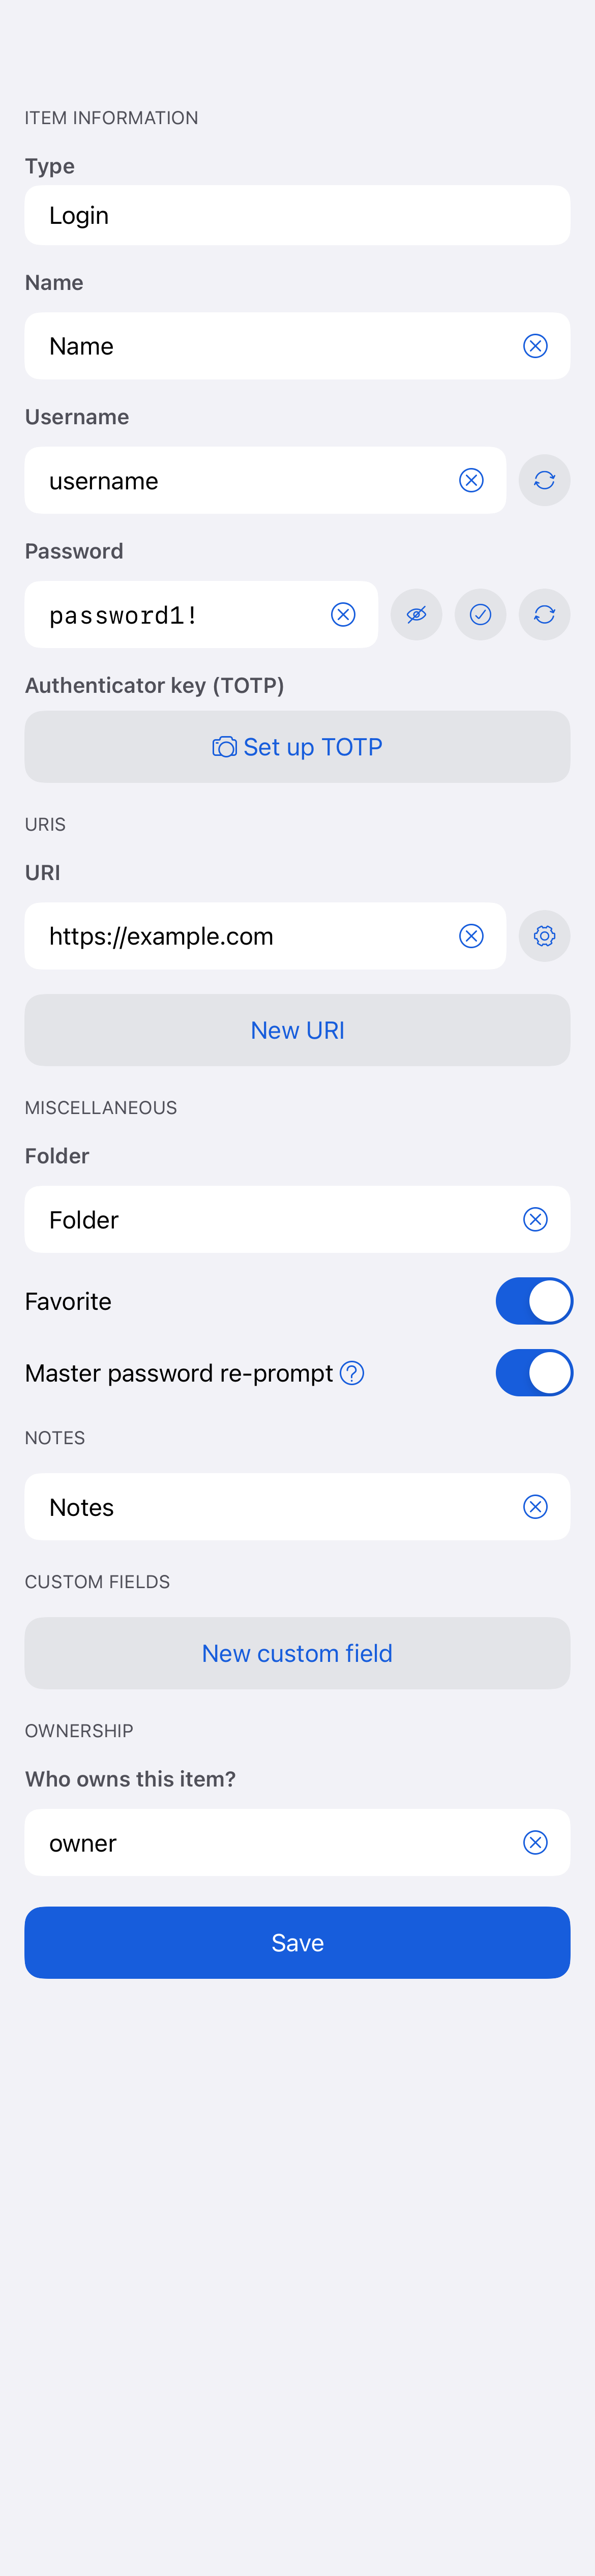 ITEM INFORMATION
Type
Login
Name
Name
Username
username
Password
password1!
Authenticator key (TOTP)
Set up TOTP
URIS
URI
https://example.com
New URI
MISCELLANEOUS
Folder
Folder
Favorite
Master password re-prompt
NOTES
Notes
CUSTOM FIELDS
New custom field
OWNERSHIP
Who owns this item?
owner
Save